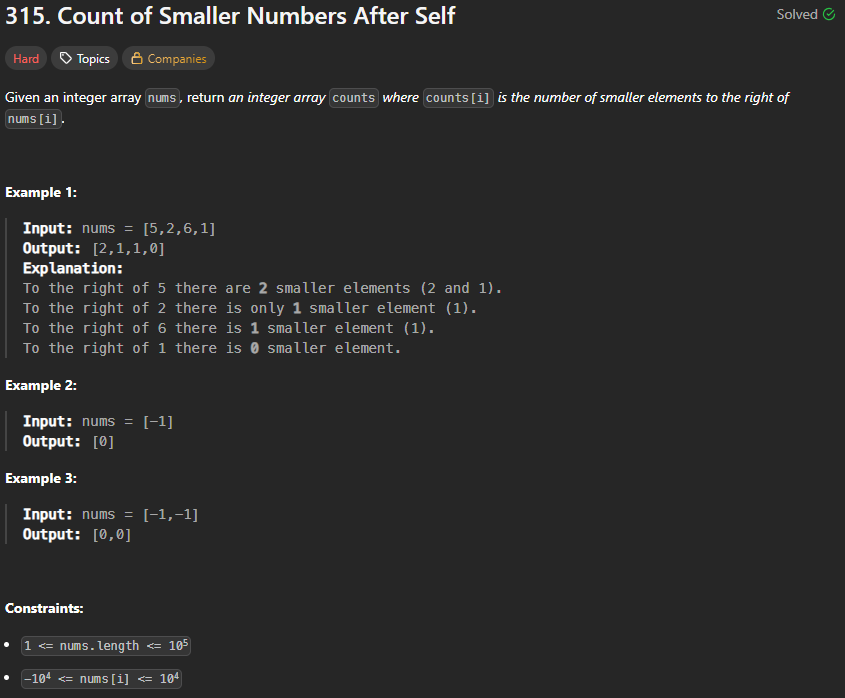 315. Count of Smaller Numbers After Self
Solved
Hard Topics Companies
Given an integer array nums, return an integer array counts where counts[i] is the number of smaller elements to the right of
nums[i].
Example 1:
Input: nums = [5,2,6,1]
Output: [2,1,1,0]
Explanation:
To the right of 5 there are 2 smaller elements (2 and 1).
To the right of 2 there is only 1 smaller element (1).
To the right of 6 there is 1 smaller element (1).
To the right of 1 there is 0 smaller element.
Example 2:
Input: nums = [-1]
Output: [0]
Example 3:
Input: nums = [-1,-1]
Output: [0,0]
Constraints:
• 1 <= nums.length <= 10⁵
• -10⁴ <= nums[i] <= 10⁴